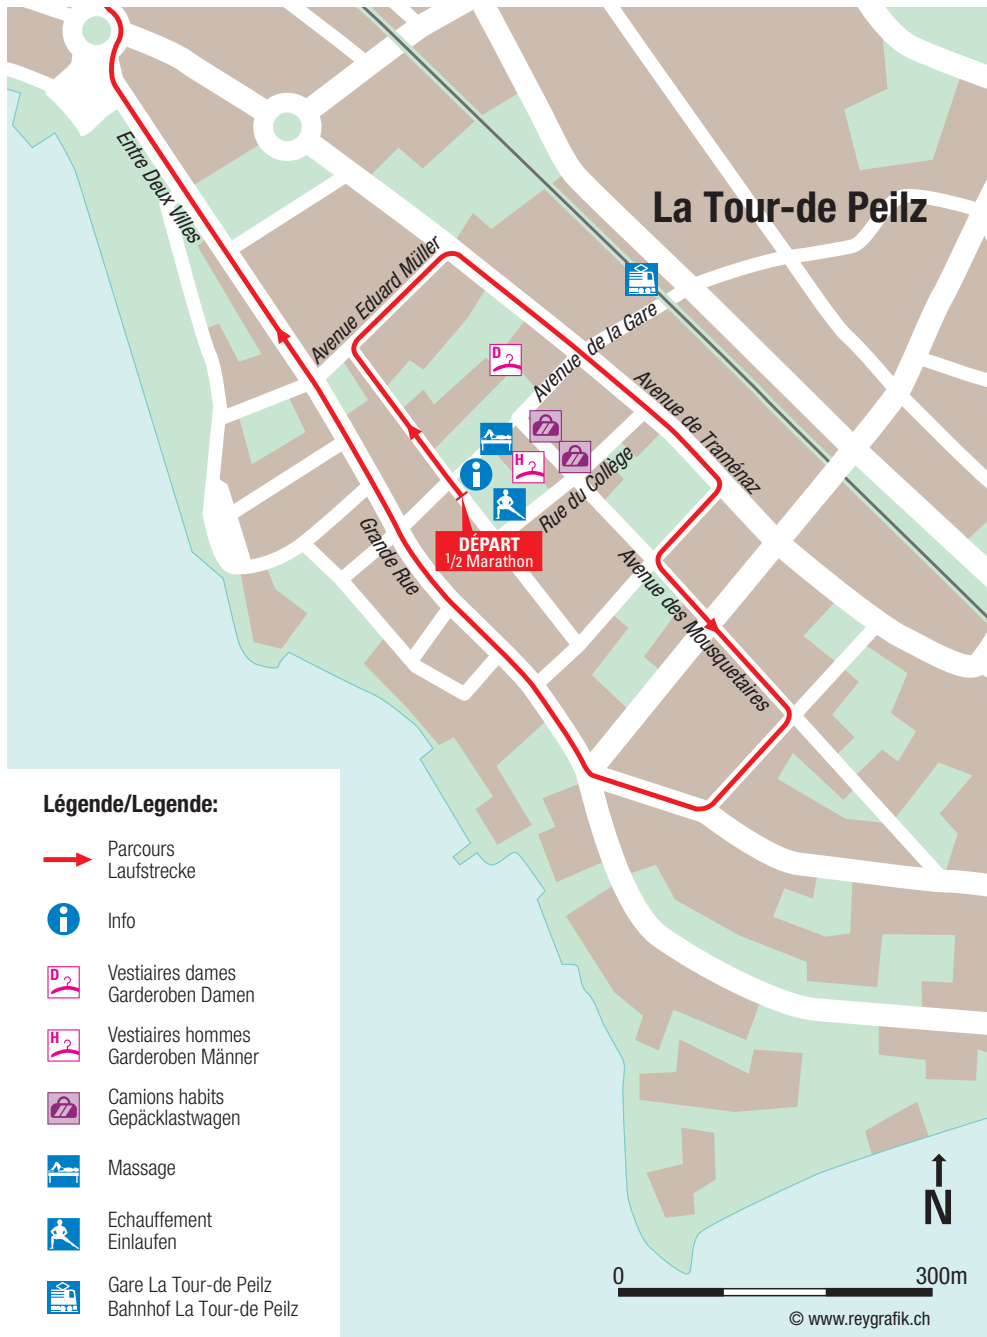 La Tour-de Peilz
Entre Deux Villes
Avenue Eduard Müller
Avenue de la Gare
D
Avenue de Traménaz
H
Rue du Collège
DÉPART
1/2 Marathon
Grande Rue
Avenue des Mousquetaires
Légende/Legende:
Parcours
Laufstrecke
Info
D
Vestiaires dames
Garderoben Damen
H
Vestiaires hommes
Garderoben Männer
Camions habits
Gepäcklastwagen
Massage
Echauffement
Einlaufen
Gare La Tour-de Peilz
Bahnhof La Tour-de Peilz
N
0 300m
© www.reygrafik.ch